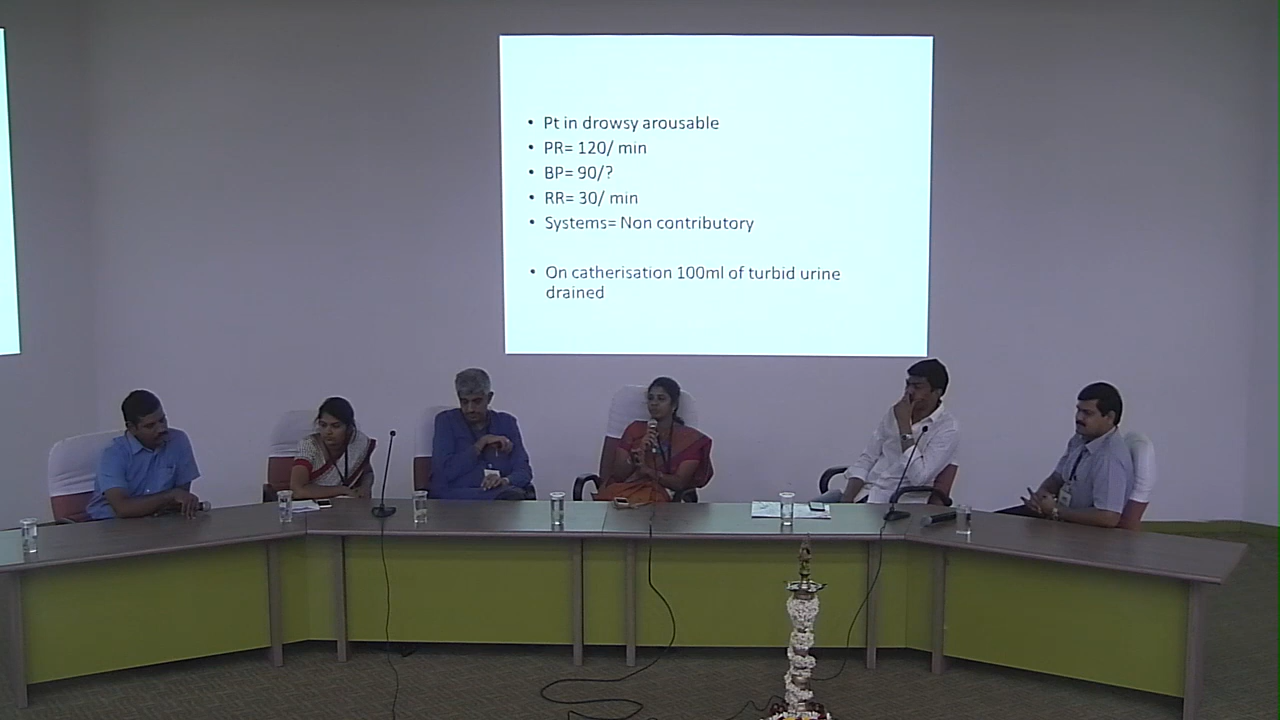 • Pt in drowsy arousable
• PR= 120/ min
• BP= 90/?
• RR= 30/ min
• Systems= Non contributory
• On catherisation 100ml of turbid urine
drained